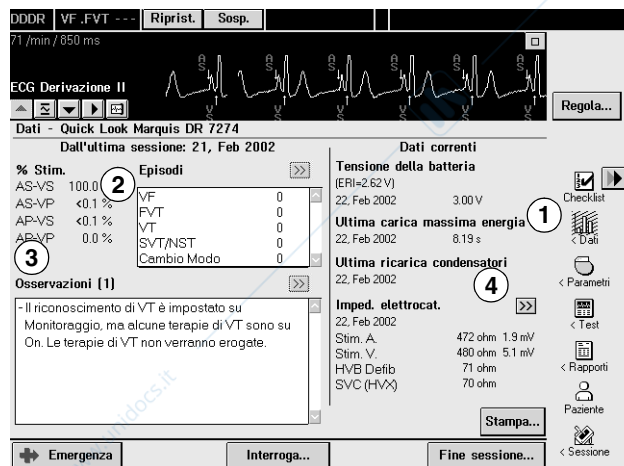 DDDR VF .FVT --- Riprist. Sosp.
71 /min / 850 ms
ECG Derivazione II
A S A S A S A S A S
V S V S V S V S V S
Regola...
Dati - Quick Look Marquis DR 7274
Dall'ultima sessione: 21, Feb 2002
% Stim.
AS-VS 100.0
AS-VP <0.1 %
AP-VS <0.1 %
AP-VP 0.0 %
2
3
Episodi >>
VF 0
FVT 0
VT 0
SVT/NST 0
Cambio Modo 0
Osservazioni (1) >>
- Il riconoscimento di VT è impostato su
Monitoraggio, ma alcune terapie di VT sono su
On. Le terapie di VT non verranno erogate.
Dati correnti
Tensione della batteria
(ERI=2.62 V)
22, Feb 2002 3.00 V
Ultima carica massima energia
22, Feb 2002 8.19 s
1
Ultima ricarica condensatori
22, Feb 2002
4
Imped. elettrocat. >>
22, Feb 2002
Stim. A. 472 ohm 1.9 mV
Stim. V. 480 ohm 5.1 mV
HVB Defib 71 ohm
SVC (HVX) 70 ohm
Stampa...
Checklist
< Dati
< Parametri
< Test
< Rapporti
Paziente
< Sessione
Emergenza Interroga... Fine sessione...
www.unidocs.it